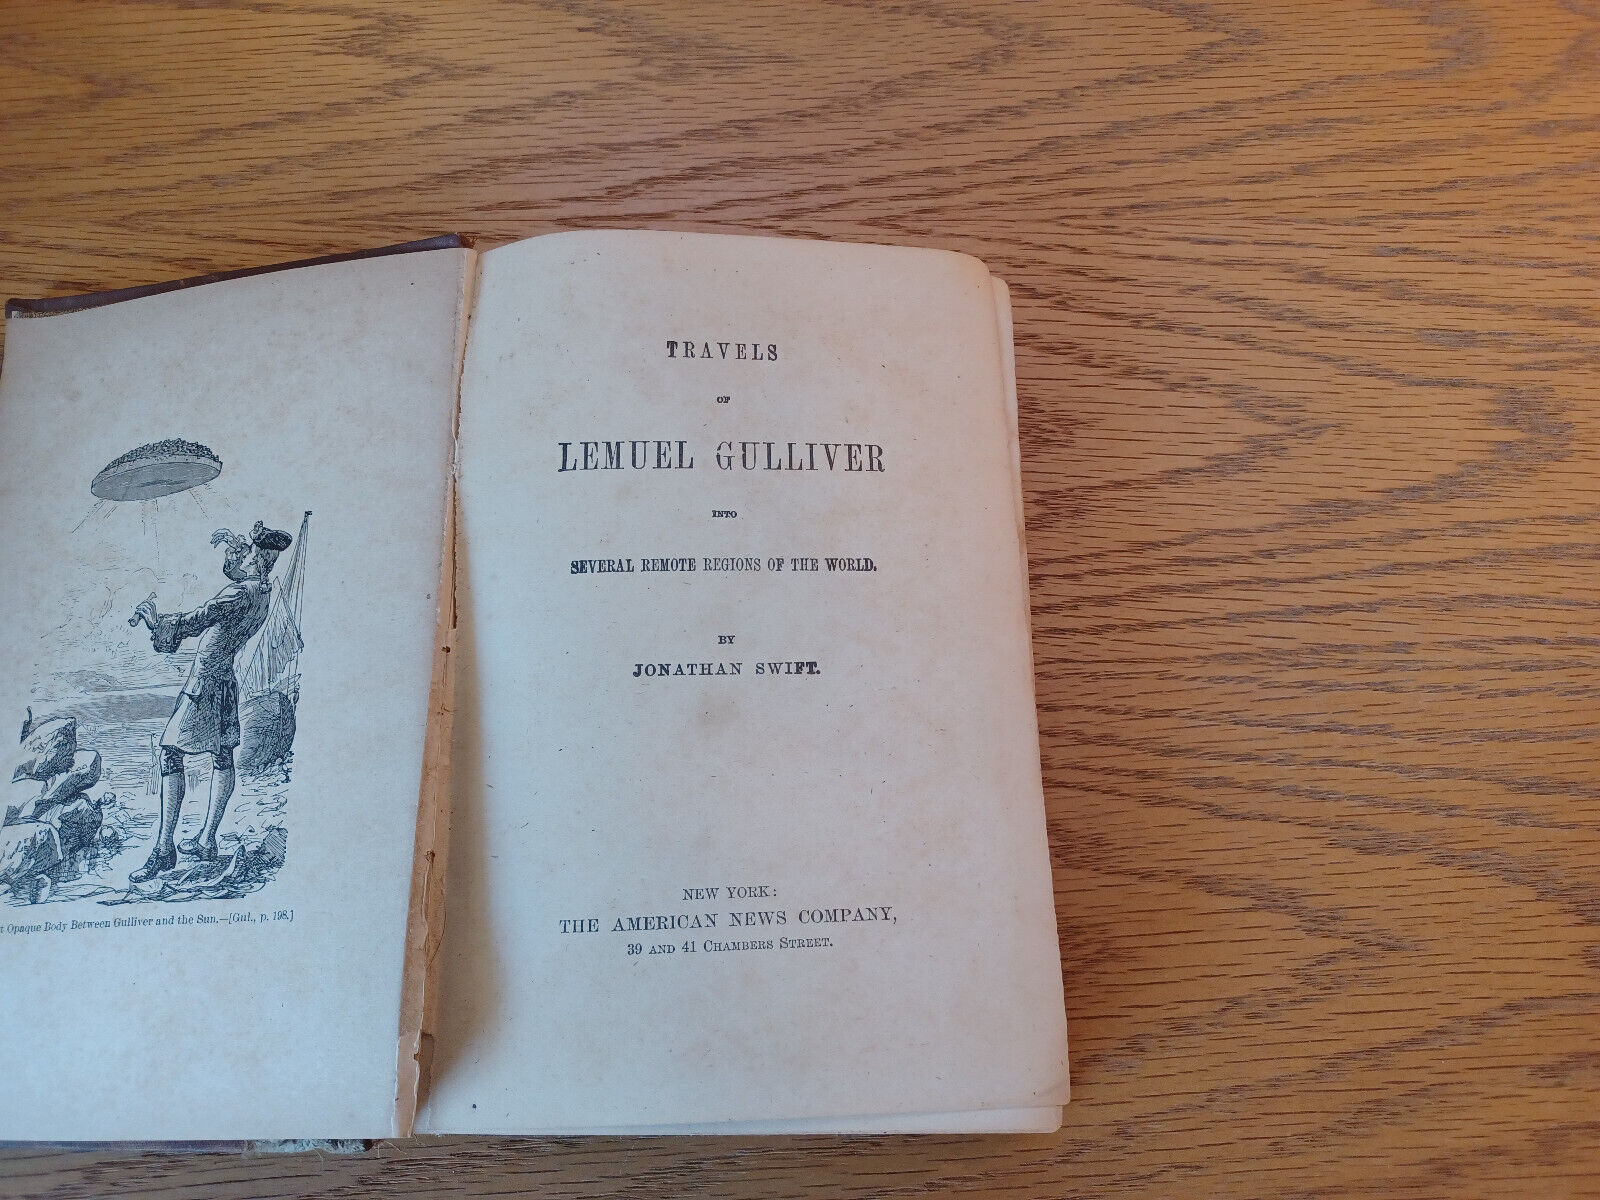 Opaque Body Between Gulliver and the Sun.—[Gul., p. 198.]
TRAVELS
OF
LEMUEL GULLIVER
INTO
SEVERAL REMOTE REGIONS OF THE WORLD.
BY
JONATHAN SWIFT.
NEW YORK:
THE AMERICAN NEWS COMPANY,
39 AND 41 CHAMBERS STREET.